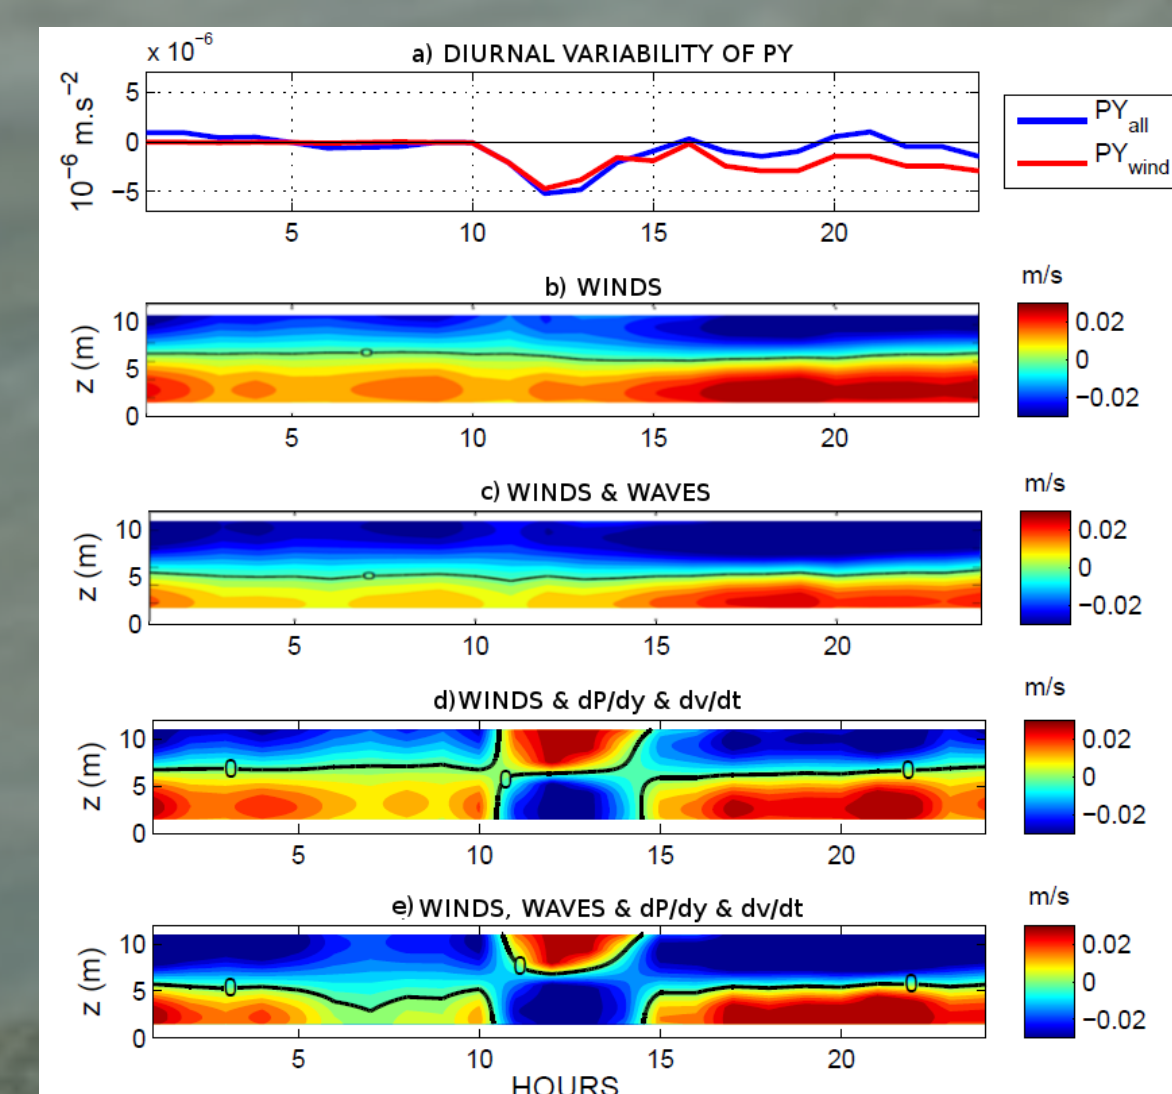 x 10⁻⁶
a) DIURNAL VARIABILITY OF PY
10⁻⁶ m.s⁻²
5
0
−5
5 10 15 20
PY_all
PY_wind
b) WINDS
m/s
z (m)
10
5
0
5 10 15 20
0
0.02
0
−0.02
c) WINDS & WAVES
m/s
z (m)
10
5
0
5 10 15 20
0
0.02
0
−0.02
d)WINDS & dP/dy & dv/dt
m/s
z (m)
10
5
0
5 10 15 20
0 0 0
0.02
0
−0.02
e) WINDS, WAVES & dP/dy & dv/dt
m/s
z (m)
10
5
0
5 10 15 20
0 0 0
0.02
0
−0.02
HOURS